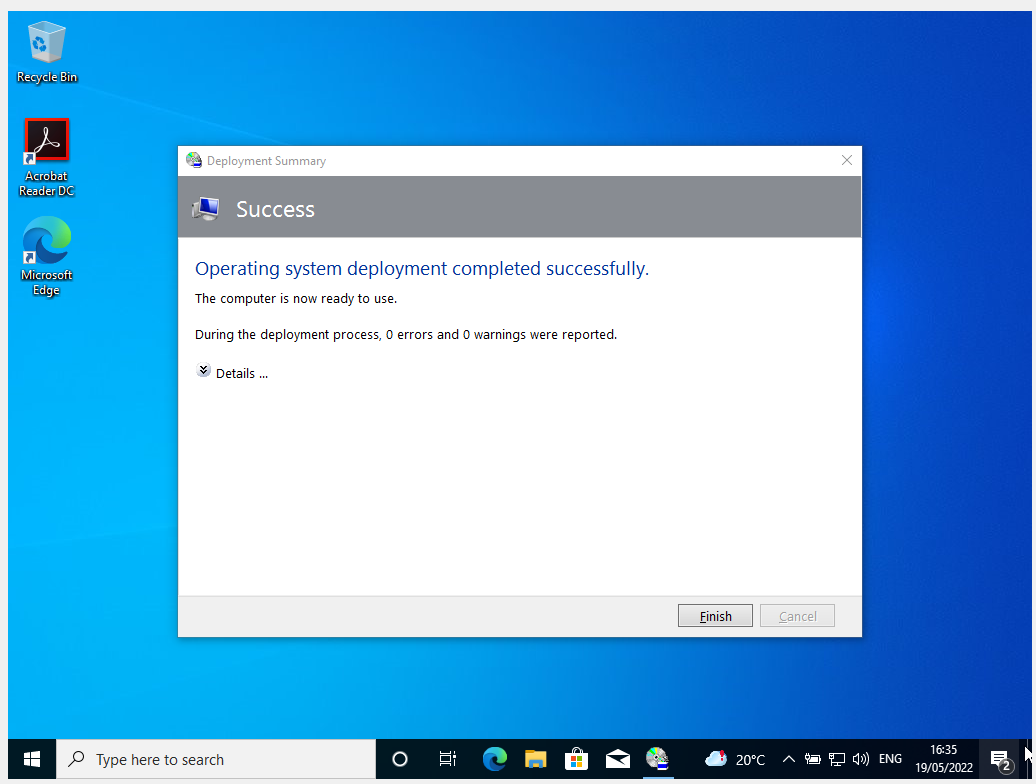 Recycle Bin
Acrobat
Reader DC
Microsoft
Edge
Deployment Summary
Success
Operating system deployment completed successfully.
The computer is now ready to use.
During the deployment process, 0 errors and 0 warnings were reported.
Details ...
Finish
Cancel
Type here to search
20°C
ENG
16:35
19/05/2022
2